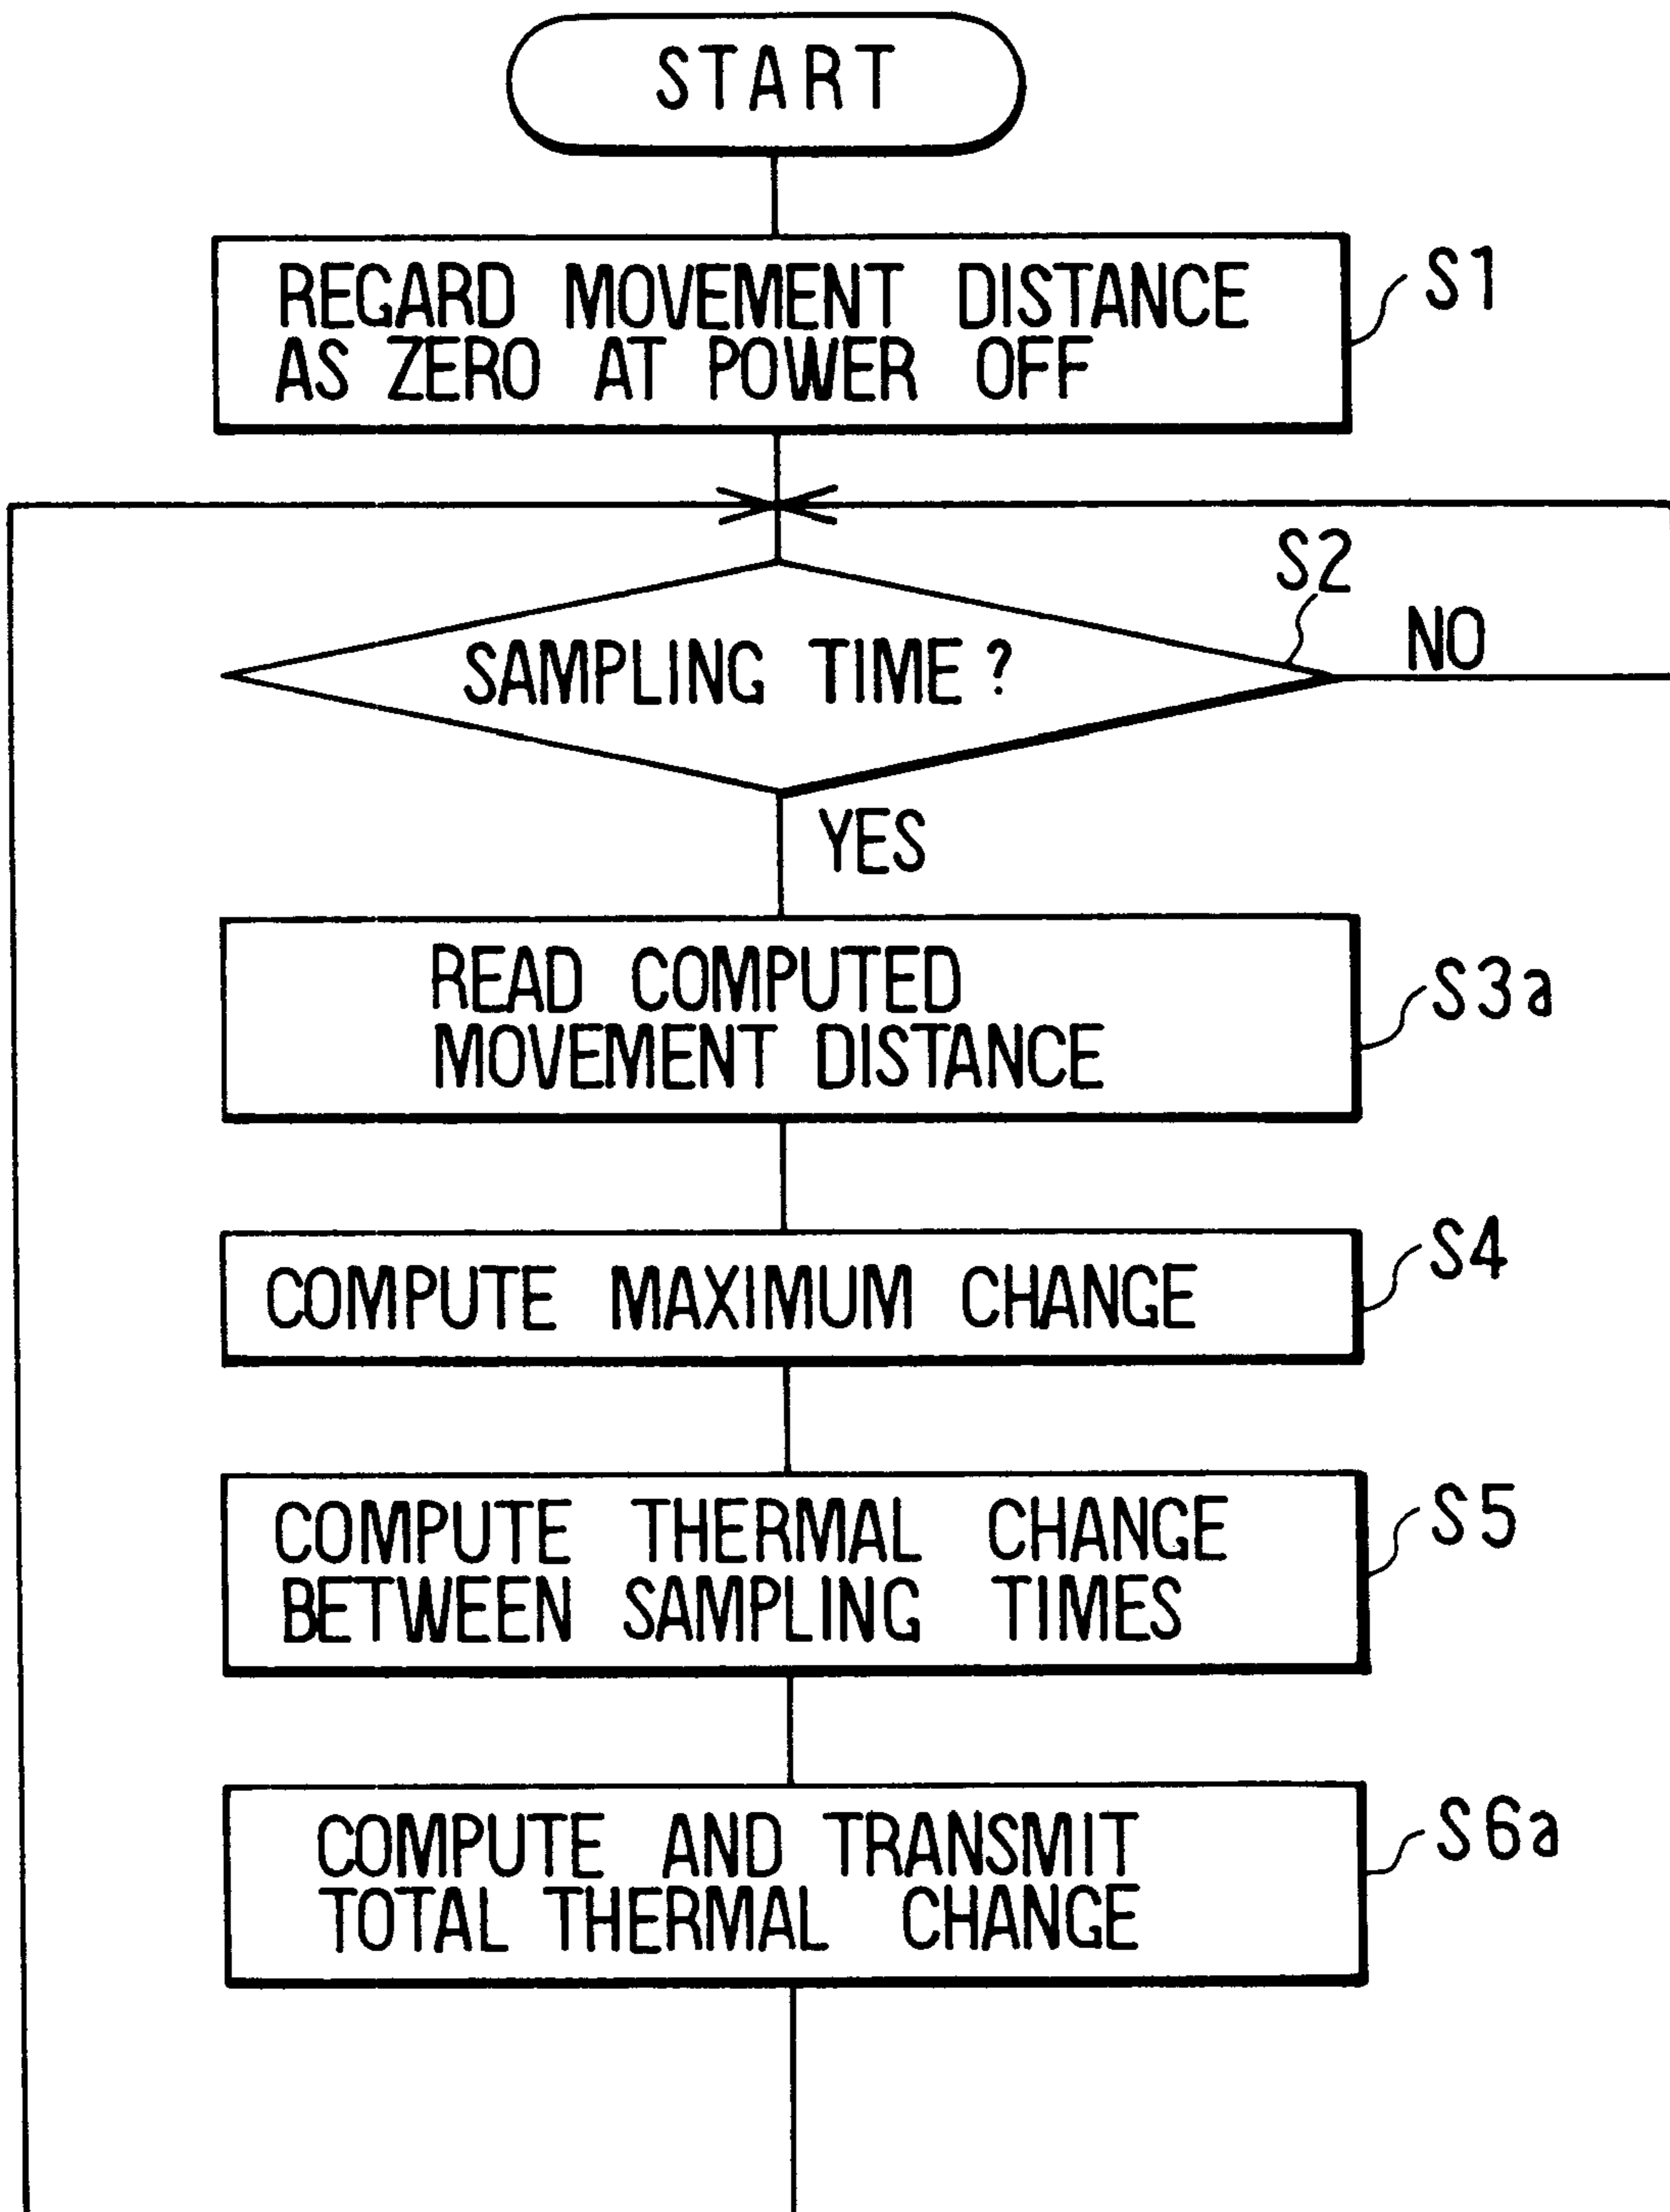 START
REGARD MOVEMENT DISTANCE
AS ZERO AT POWER OFF
S1
S2
SAMPLING TIME ?
NO
YES
READ COMPUTED
MOVEMENT DISTANCE
S3a
COMPUTE MAXIMUM CHANGE
S4
COMPUTE THERMAL CHANGE
BETWEEN SAMPLING TIMES
S5
COMPUTE AND TRANSMIT
TOTAL THERMAL CHANGE
S6a